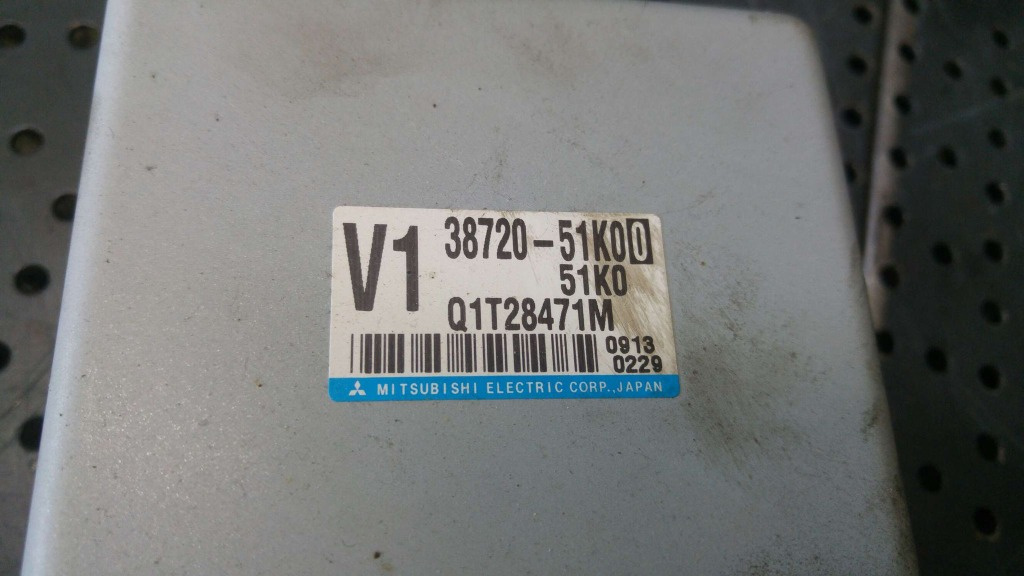 V1
38720-51K00
51K0
Q1T28471M
0913
0229
MITSUBISHI ELECTRIC CORP.,JAPAN